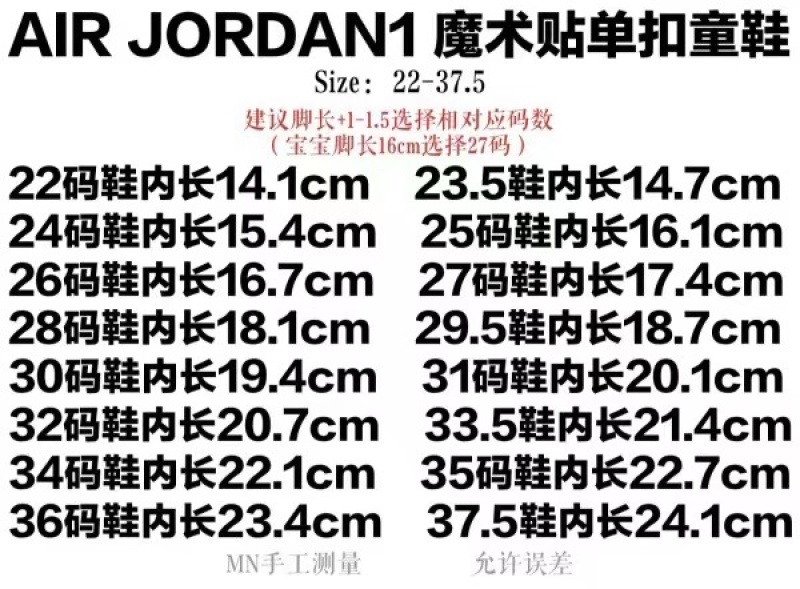 AIR JORDAN1 魔术贴单扣童鞋
Size: 22-37.5
建议脚长+1-1.5选择相对应码数
（宝宝脚长16cm选择27码）
22码鞋内长14.1cm 23.5鞋内长14.7cm
24码鞋内长15.4cm 25码鞋内长16.1cm
26码鞋内长16.7cm 27码鞋内长17.4cm
28码鞋内长18.1cm 29.5鞋内长18.7cm
30码鞋内长19.4cm 31码鞋内长20.1cm
32码鞋内长20.7cm 33.5鞋内长21.4cm
34码鞋内长22.1cm 35码鞋内长22.7cm
36码鞋内长23.4cm 37.5鞋内长24.1cm
MN手工测量 允许误差